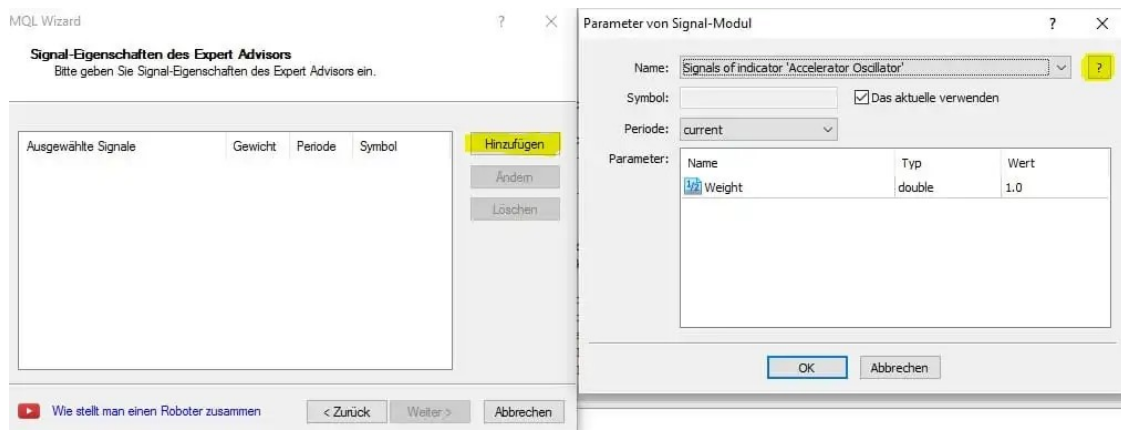 MQL Wizard
?
Signal-Eigenschaften des Expert Advisors
Bitte geben Sie Signal-Eigenschaften des Expert Advisors ein.
Ausgewählte Signale Gewicht Periode Symbol
Hinzufügen
Ändern
Löschen
Wie stellt man einen Roboter zusammen
< Zurück Weiter > Abbrechen
Parameter von Signal-Modul ?
Name: Signals of indicator 'Accelerator Oscillator' ?
Symbol: Das aktuelle verwenden
Periode: current
Parameter: Name Typ Wert
1/2 Weight double 1.0
OK Abbrechen